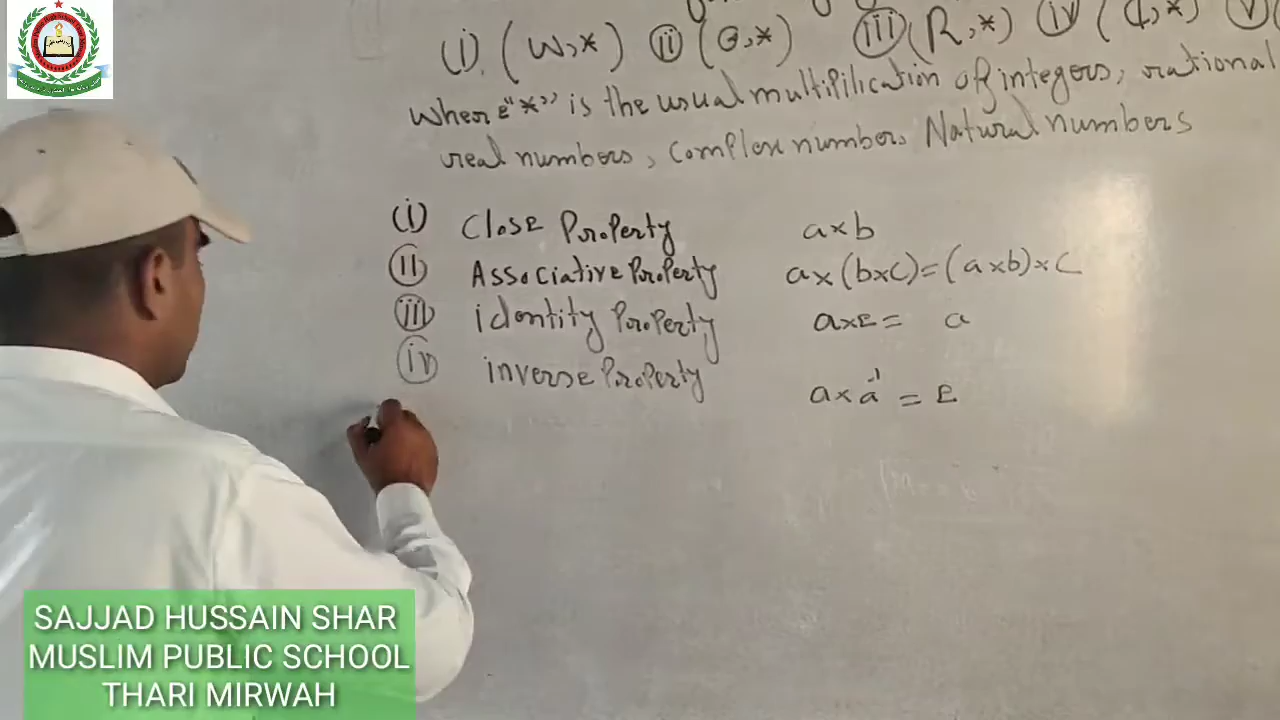 (i). (W,*) (ii) (Q,*) (iii) (R,*) (iv) (₵,*) (v)
where "*" is the usual multipilication of integers, rational
real numbers, Complex numbers Natural numbers
(i) Close Property a×b
(ii) Associative Property a×(b×c)=(a×b)×c
(iii) identity Property a×e= a
(iv) inverse Property a×a⁻¹ = e
SAJJAD HUSSAIN SHAR
MUSLIM PUBLIC SCHOOL
THARI MIRWAH